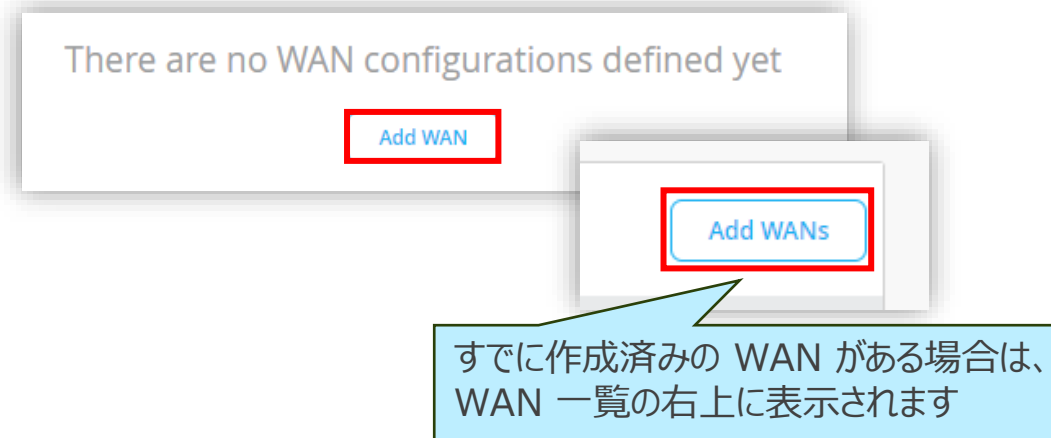 There are no WAN configurations defined yet
Add WAN
Add WANs
すでに作成済みの WAN がある場合は、
WAN 一覧の右上に表示されます